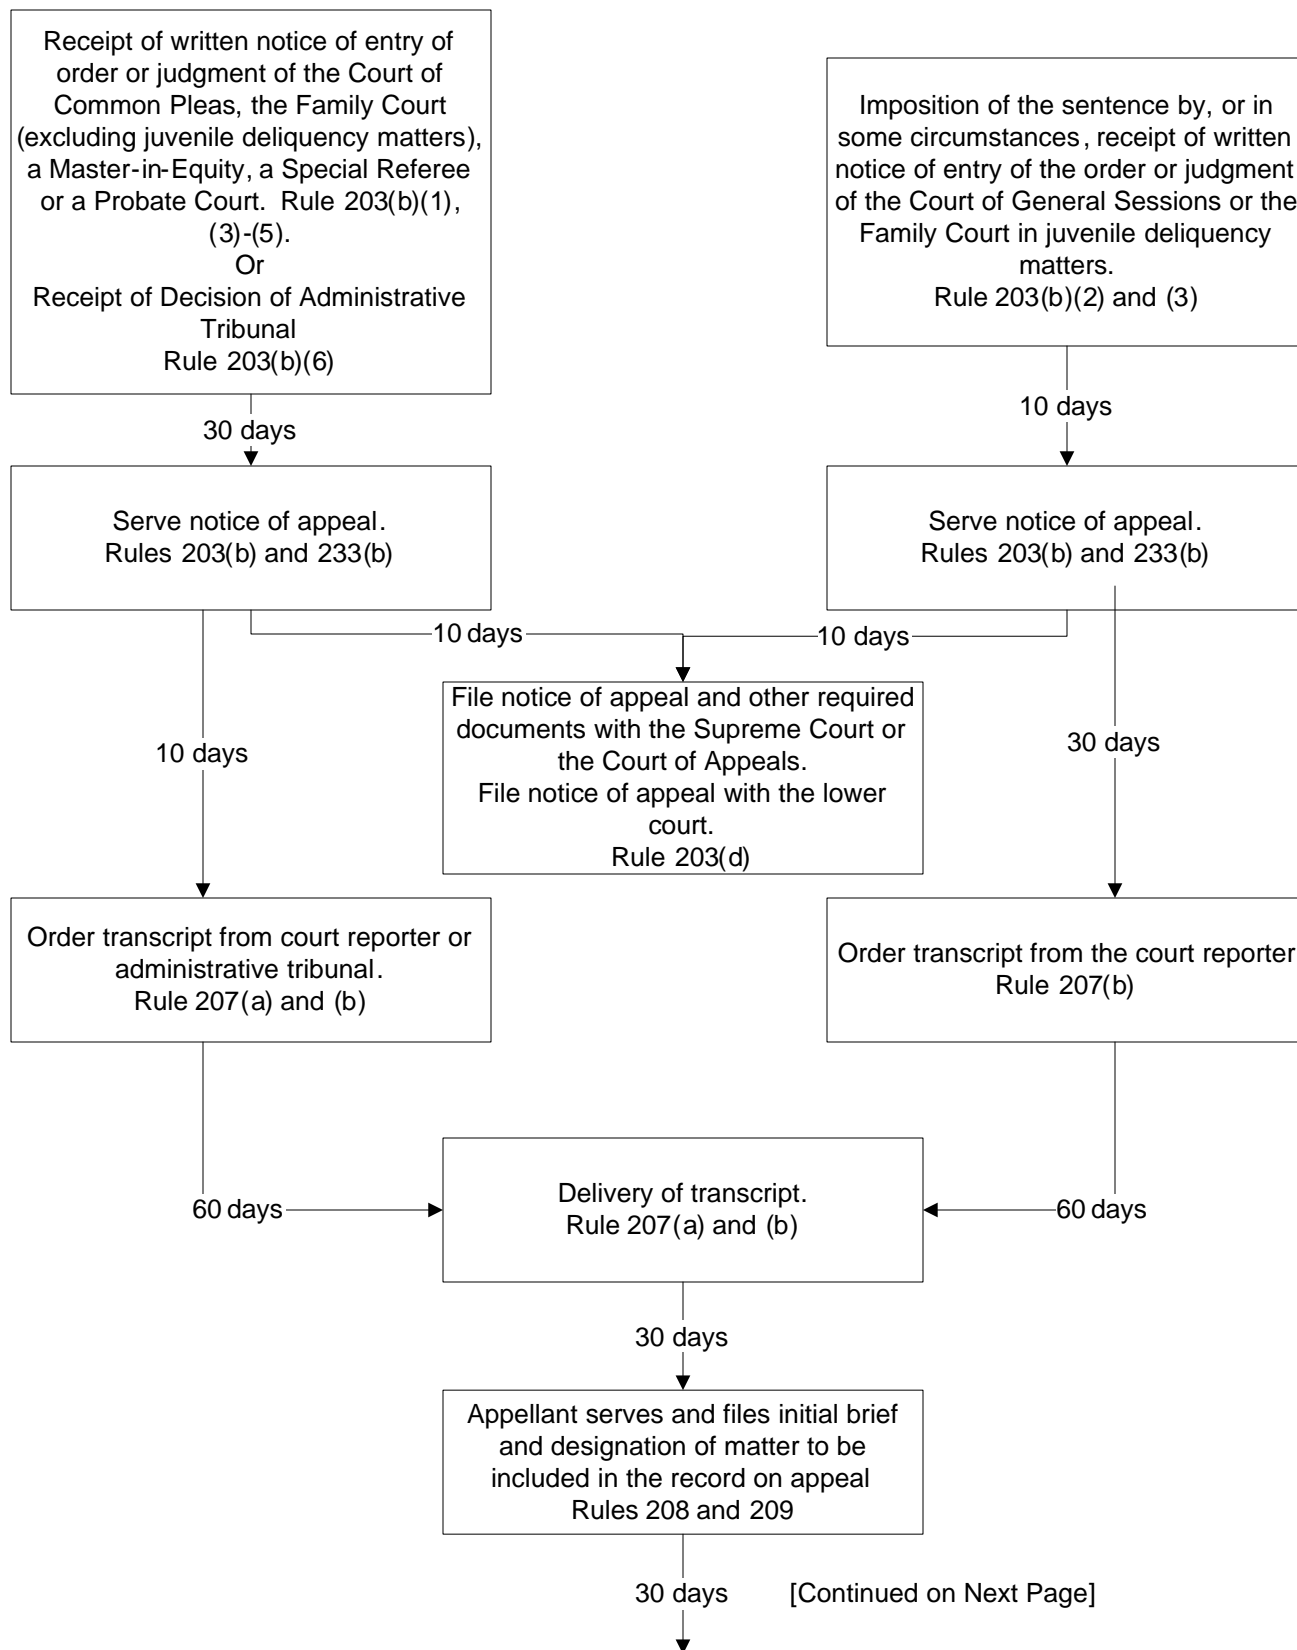 Receipt of written notice of entry of
order or judgment of the Court of
Common Pleas, the Family Court
(excluding juvenile deliquency matters),
a Master-in-Equity, a Special Referee
or a Probate Court.  Rule 203(b)(1),
(3)-(5).
Or
Receipt of Decision of Administrative
Tribunal
Rule 203(b)(6)
Imposition of the sentence by, or in
some circumstances, receipt of written
notice of entry of the order or judgment
of the Court of General Sessions or the
Family Court in juvenile deliquency
matters.
Rule 203(b)(2) and (3)
30 days
10 days
Serve notice of appeal.
Rules 203(b) and 233(b)
Serve notice of appeal.
Rules 203(b) and 233(b)
10 days
10 days
10 days
File notice of appeal and other required
documents with the Supreme Court or
the Court of Appeals.
File notice of appeal with the lower
court.
Rule 203(d)
30 days
Order transcript from court reporter or
administrative tribunal.
Rule 207(a) and (b)
Order transcript from the court reporter
Rule 207(b)
60 days
Delivery of transcript.
Rule 207(a) and (b)
60 days
30 days
Appellant serves and files initial brief
and designation of matter to be
included in the record on appeal
Rules 208 and 209
30 days
[Continued on Next Page]